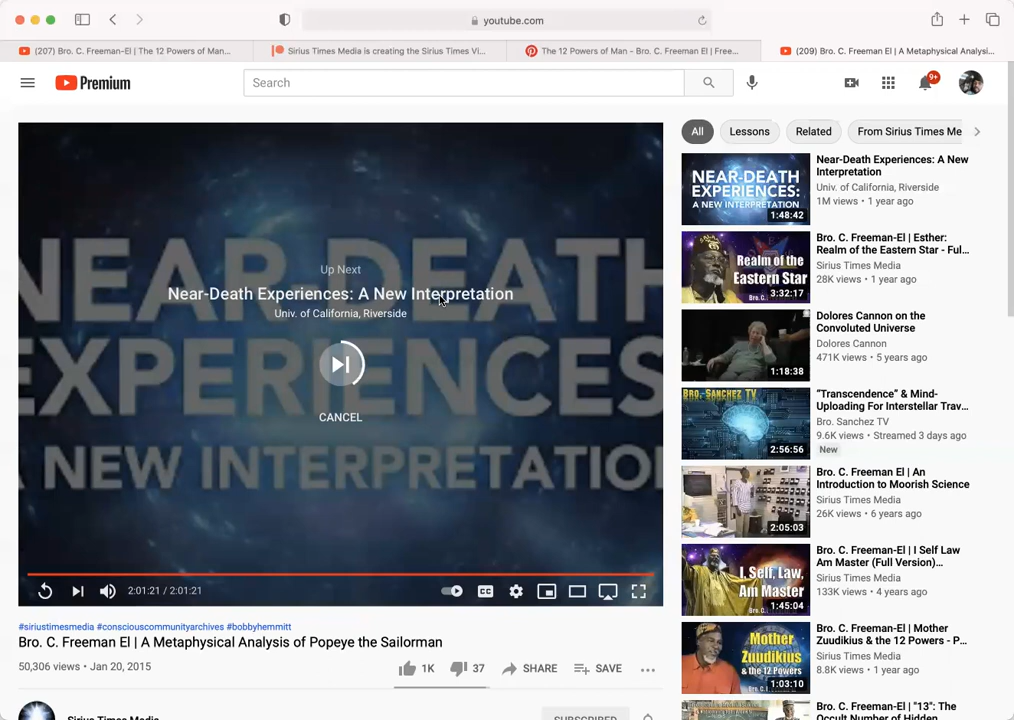 youtube.com
(207) Bro. C. Freeman-El | The 12 Powers of Man...
Sirius Times Media is creating the Sirius Times Vi...
The 12 Powers of Man - Bro. C. Freeman El | Free...
(209) Bro. C. Freeman El | A Metaphysical Analysi...
Premium
Search
9+
NEAR-DEATH
EXPERIENCES
A NEW INTERPRETATION
Up Next
Near-Death Experiences: A New Interpretation
Univ. of California, Riverside
CANCEL
2:01:21 / 2:01:21
CC
#siriustimesmedia #consciouscommunityarchives #bobbyhemmitt
Bro. C. Freeman El | A Metaphysical Analysis of Popeye the Sailorman
50,306 views • Jan 20, 2015
1K
37
SHARE
SAVE
Sirius Times Media
SUBSCRIBED
All
Lessons
Related
From Sirius Times Me
NEAR-DEATH
EXPERIENCES:
A NEW INTERPRETATION
1:48:42
Near-Death Experiences: A New
Interpretation
Univ. of California, Riverside
1M views • 1 year ago
Realm of the
Eastern Star
3:32:17
Bro. C. Freeman-El | Esther:
Realm of the Eastern Star - Ful...
Sirius Times Media
28K views • 1 year ago
1:18:38
Dolores Cannon on the
Convoluted Universe
Dolores Cannon
471K views • 5 years ago
BRO. SANCHEZ TV
2:56:56
“Transcendence” & Mind-
Uploading For Interstellar Trav...
Bro. Sanchez TV
9.6K views • Streamed 3 days ago
New
2:05:03
Bro. C. Freeman El | An
Introduction to Moorish Science
Sirius Times Media
26K views • 6 years ago
I, Self, Law,
Am Master
1:45:04
Bro. C. Freeman-El | I Self Law
Am Master (Full Version)...
Sirius Times Media
133K views • 4 years ago
Mother
Zuudikius
& the 12 Powers
1:03:10
Bro. C. Freeman-El | Mother
Zuudikius & the 12 Powers - P...
Sirius Times Media
8.8K views • 1 year ago
Bro. C. Freeman-El | "13": The
Occult Number of Hidden